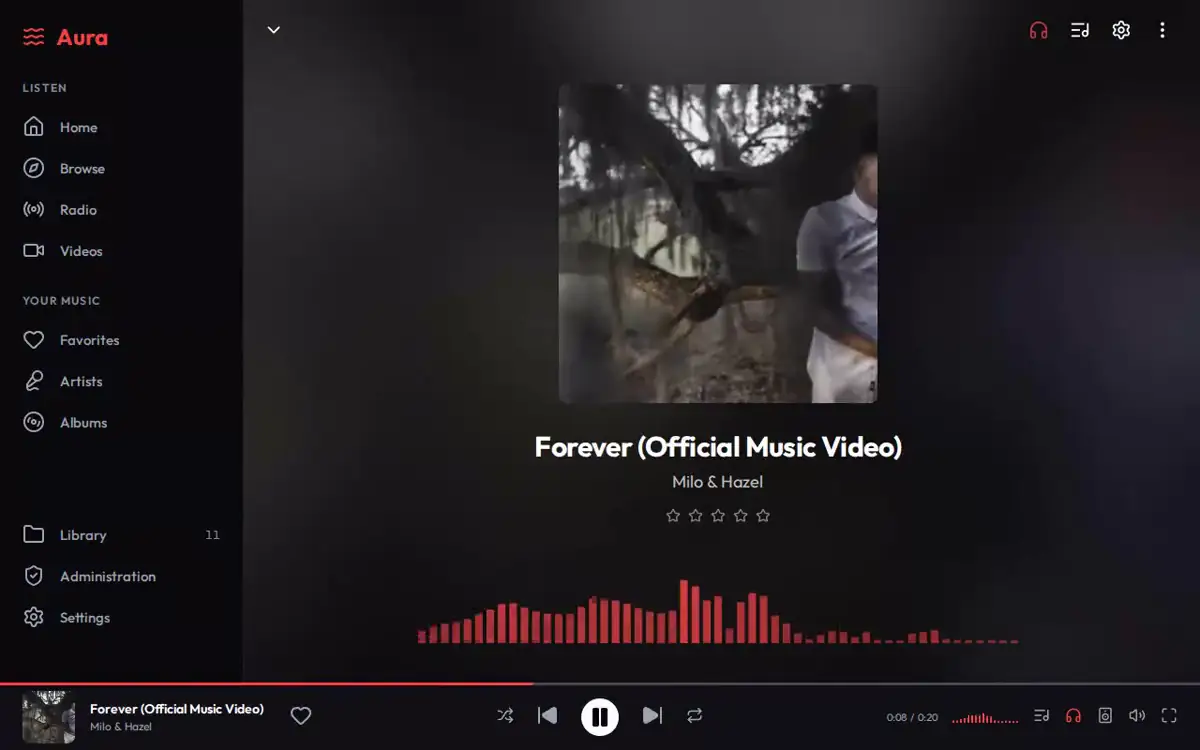 Aura
LISTEN
Home
Browse
Radio
Videos
YOUR MUSIC
Favorites
Artists
Albums
Library 11
Administration
Settings
Forever (Official Music Video)
Milo & Hazel
Forever (Official Music Video)
Milo & Hazel
0:08 / 0:20